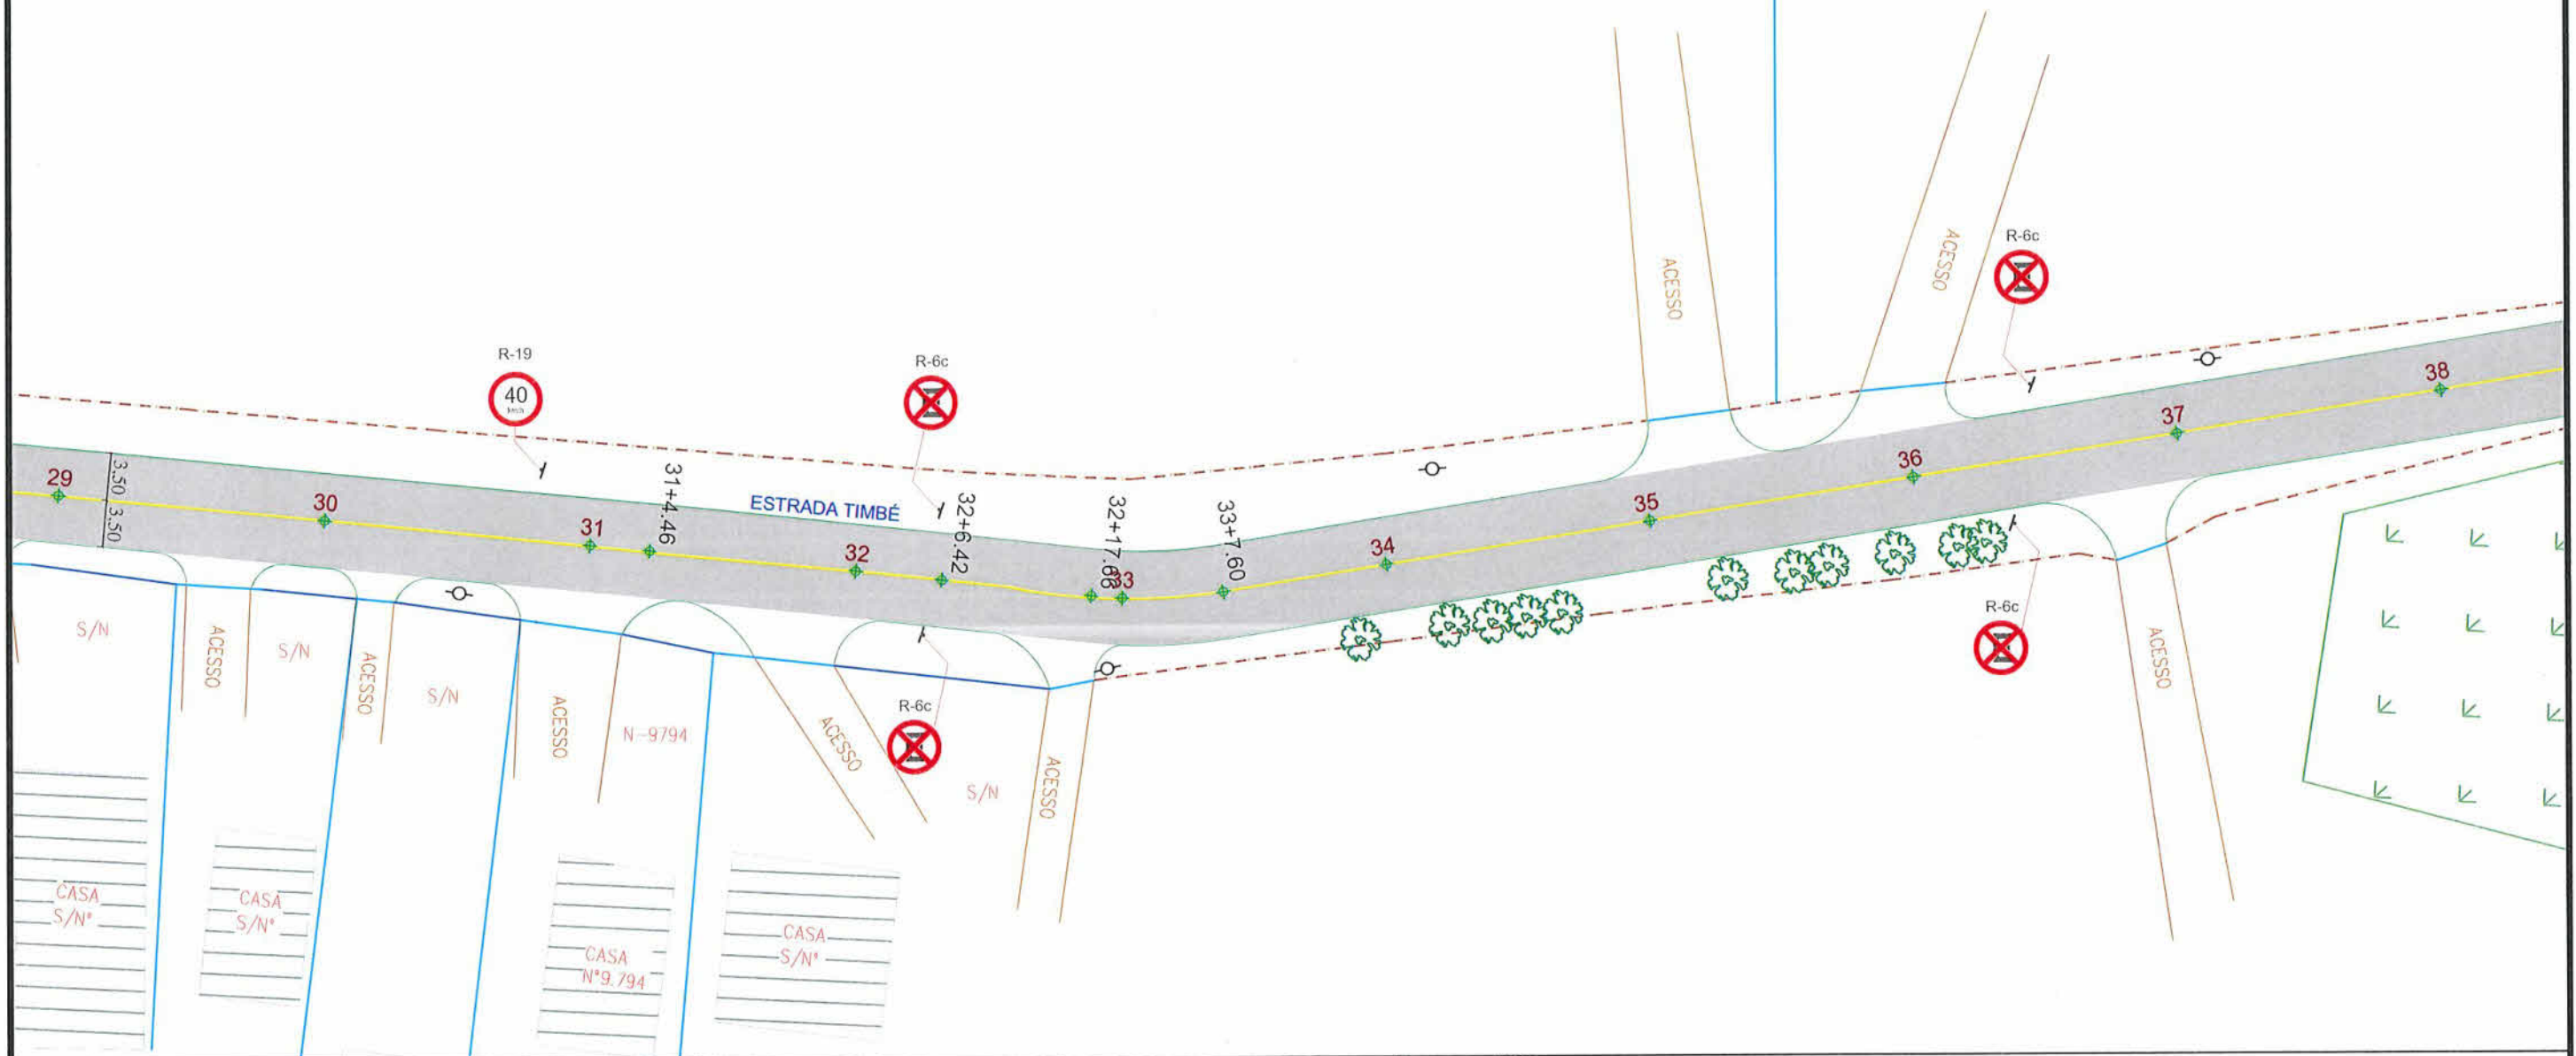 R-6c
ACESSO
ACESSO
R-19
40
km/h
R-6c
38
37
36
35
34
33
32
31
30
29
3.50
3.50
31+4.46
ESTRADA TIMBÉ
32+6.42
32+17.68
33+7.60
S/N
ACESSO
S/N
ACESSO
S/N
ACESSO
N-9794
ACESSO
R-6c
S/N
ACESSO
R-6c
ACESSO
CASA
S/N°
CASA
S/N°
CASA
N°9.794
CASA
S/N°